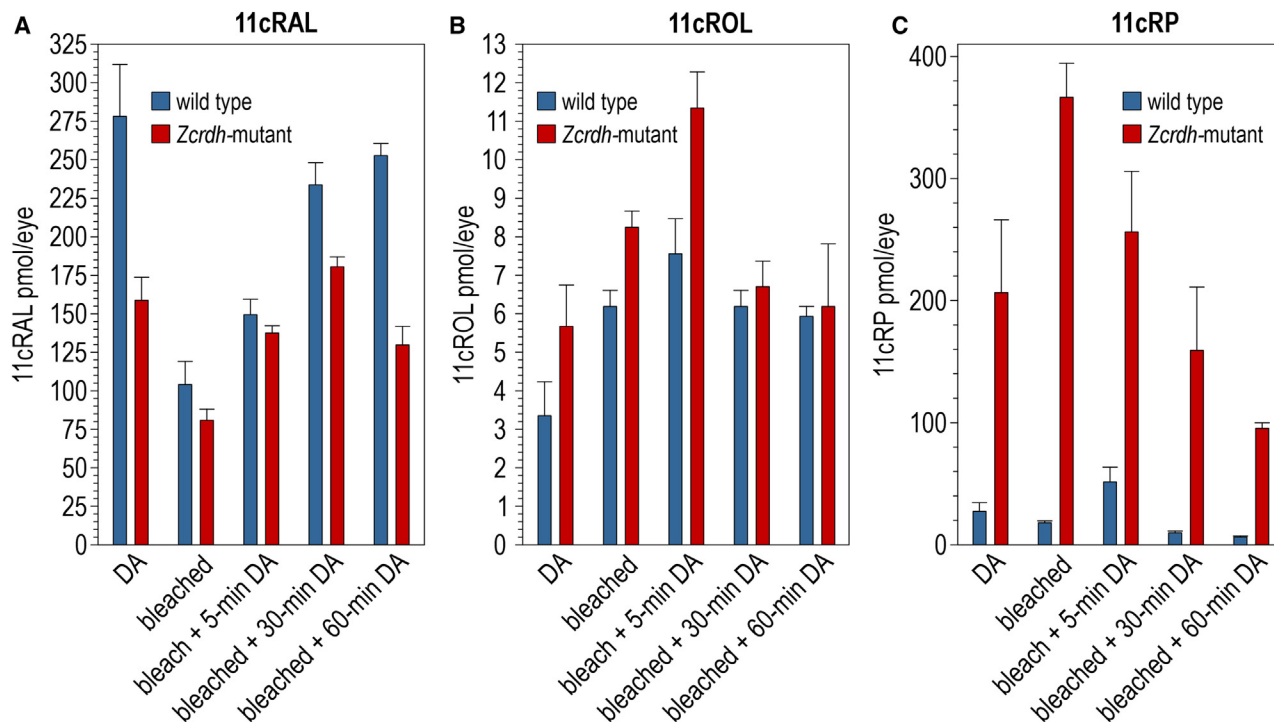 A
11cRAL
11cRAL pmol/eye
325
300
275
250
225
200
175
150
125
100
75
50
25
0
wild type
Zcrdh-mutant
DA
bleached
bleach + 5-min DA
bleached + 30-min DA
bleached + 60-min DA
B
11cROL
11cROL pmol/eye
13
12
11
10
9
8
7
6
5
4
3
2
1
0
wild type
Zcrdh-mutant
DA
bleached
bleach + 5-min DA
bleached + 30-min DA
bleached + 60-min DA
C
11cRP
11cRP pmol/eye
400
300
200
100
0
wild type
Zcrdh-mutant
DA
bleached
bleach + 5-min DA
bleached + 30-min DA
bleached + 60-min DA